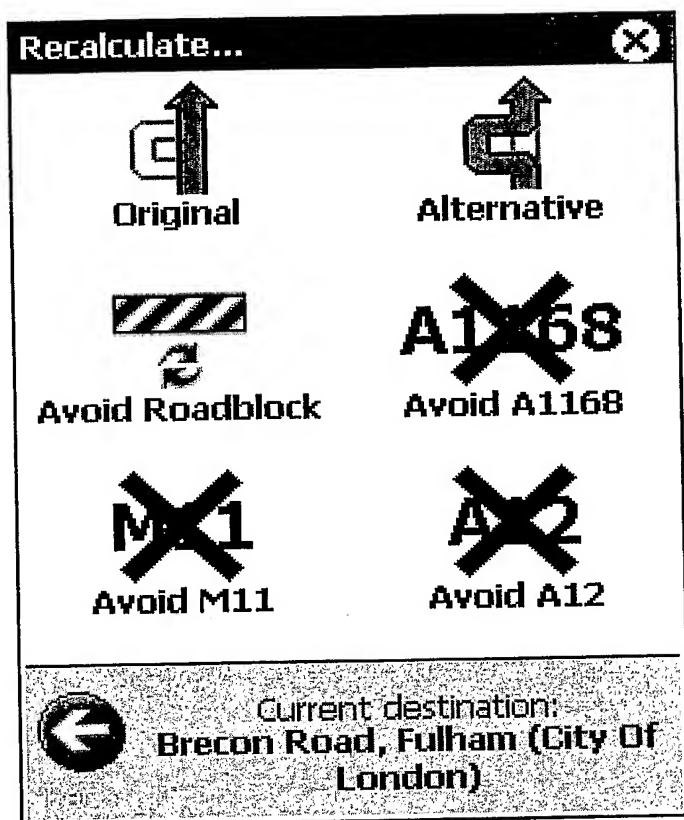 Recalculate...
Original
Alternative
A1168
Avoid Roadblock
Avoid A1168
M11
A12
Avoid M11
Avoid A12
Current destination:
Brecon Road, Fulham (City Of
London)